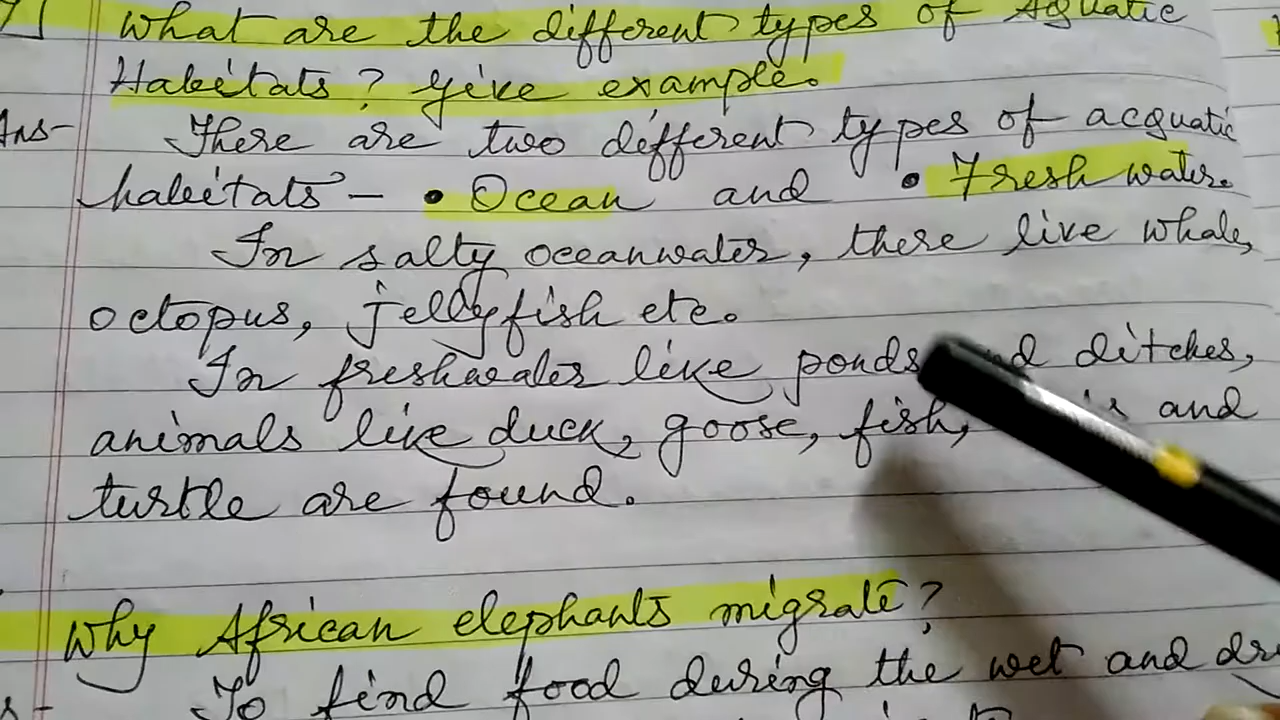 What are the different types of Aquatic
Habitats? Give example.
Ans- There are two different types of acquatic
habitats – • Ocean and • Fresh water.
In salty oceanwater, there live whale,
octopus, jellyfish etc.
In freshwater like ponds ditches,
animals like duck, goose, fish, and
turtle are found.
Why African elephants migrate?
To find food during the wet and